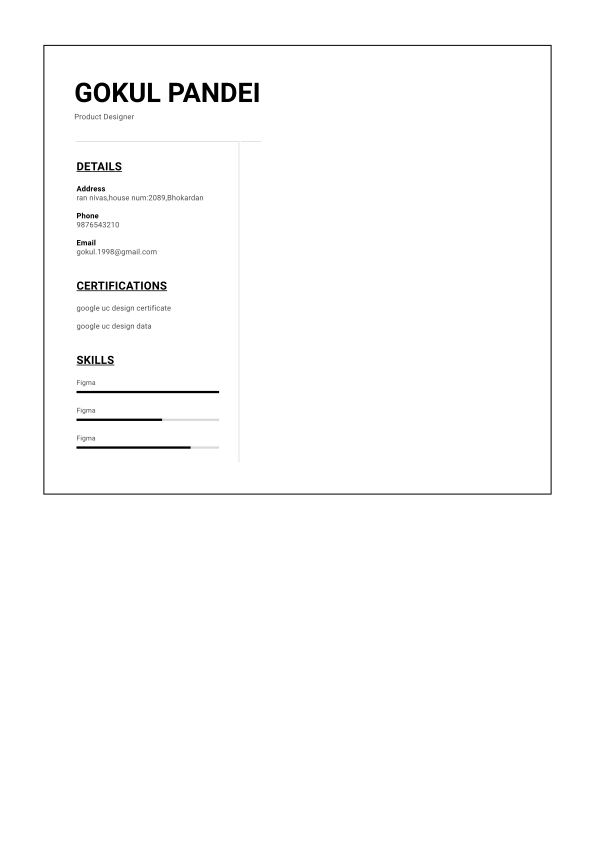 GOKUL PANDEI
Product Designer
DETAILS
Address
ran nivas,house num:2089,Bhokardan
Phone
9876543210
Email
gokul.1998@gmail.com
CERTIFICATIONS
google uc design certificate
google uc design data
SKILLS
Figma
Figma
Figma